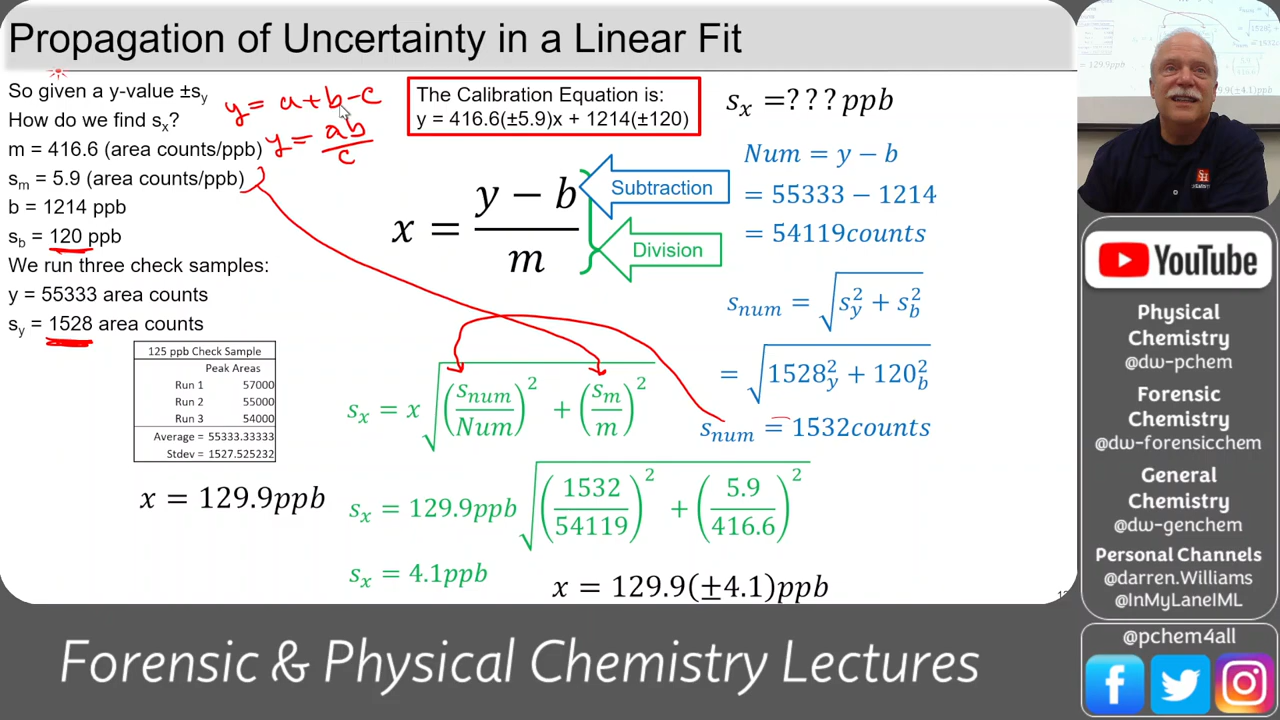 Propagation of Uncertainty in a Linear Fit
So given a y-value ±sy
How do we find sx?
m = 416.6 (area counts/ppb)
sm = 5.9 (area counts/ppb)
b = 1214 ppb
sb = 120 ppb
We run three check samples:
y = 55333 area counts
sy = 1528 area counts
y = a+b-c
y = ab/c
125 ppb Check Sample
Peak Areas
Run 1 57000
Run 2 55000
Run 3 54000
Average = 55333.33333
Stdev = 1527.525232
x = 129.9ppb
The Calibration Equation is:
y = 416.6(±5.9)x + 1214(±120)
x = (y − b)/m
Subtraction
Division
sx = x√((snum/Num)² + (sm/m)²)
sx = 129.9ppb√((1532/54119)² + (5.9/416.6)²)
sx = 4.1ppb
x = 129.9(±4.1)ppb
sx =???ppb
Num = y − b
= 55333 − 1214
= 54119counts
snum = √(sy² + sb²)
= √(1528y² + 120b²)
snum = 1532counts
YouTube
Physical
Chemistry
@dw-pchem
Forensic
Chemistry
@dw-forensicchem
General
Chemistry
@dw-genchem
Personal Channels
@darren.Williams
@InMyLaneIML
@pchem4all
Forensic & Physical Chemistry Lectures